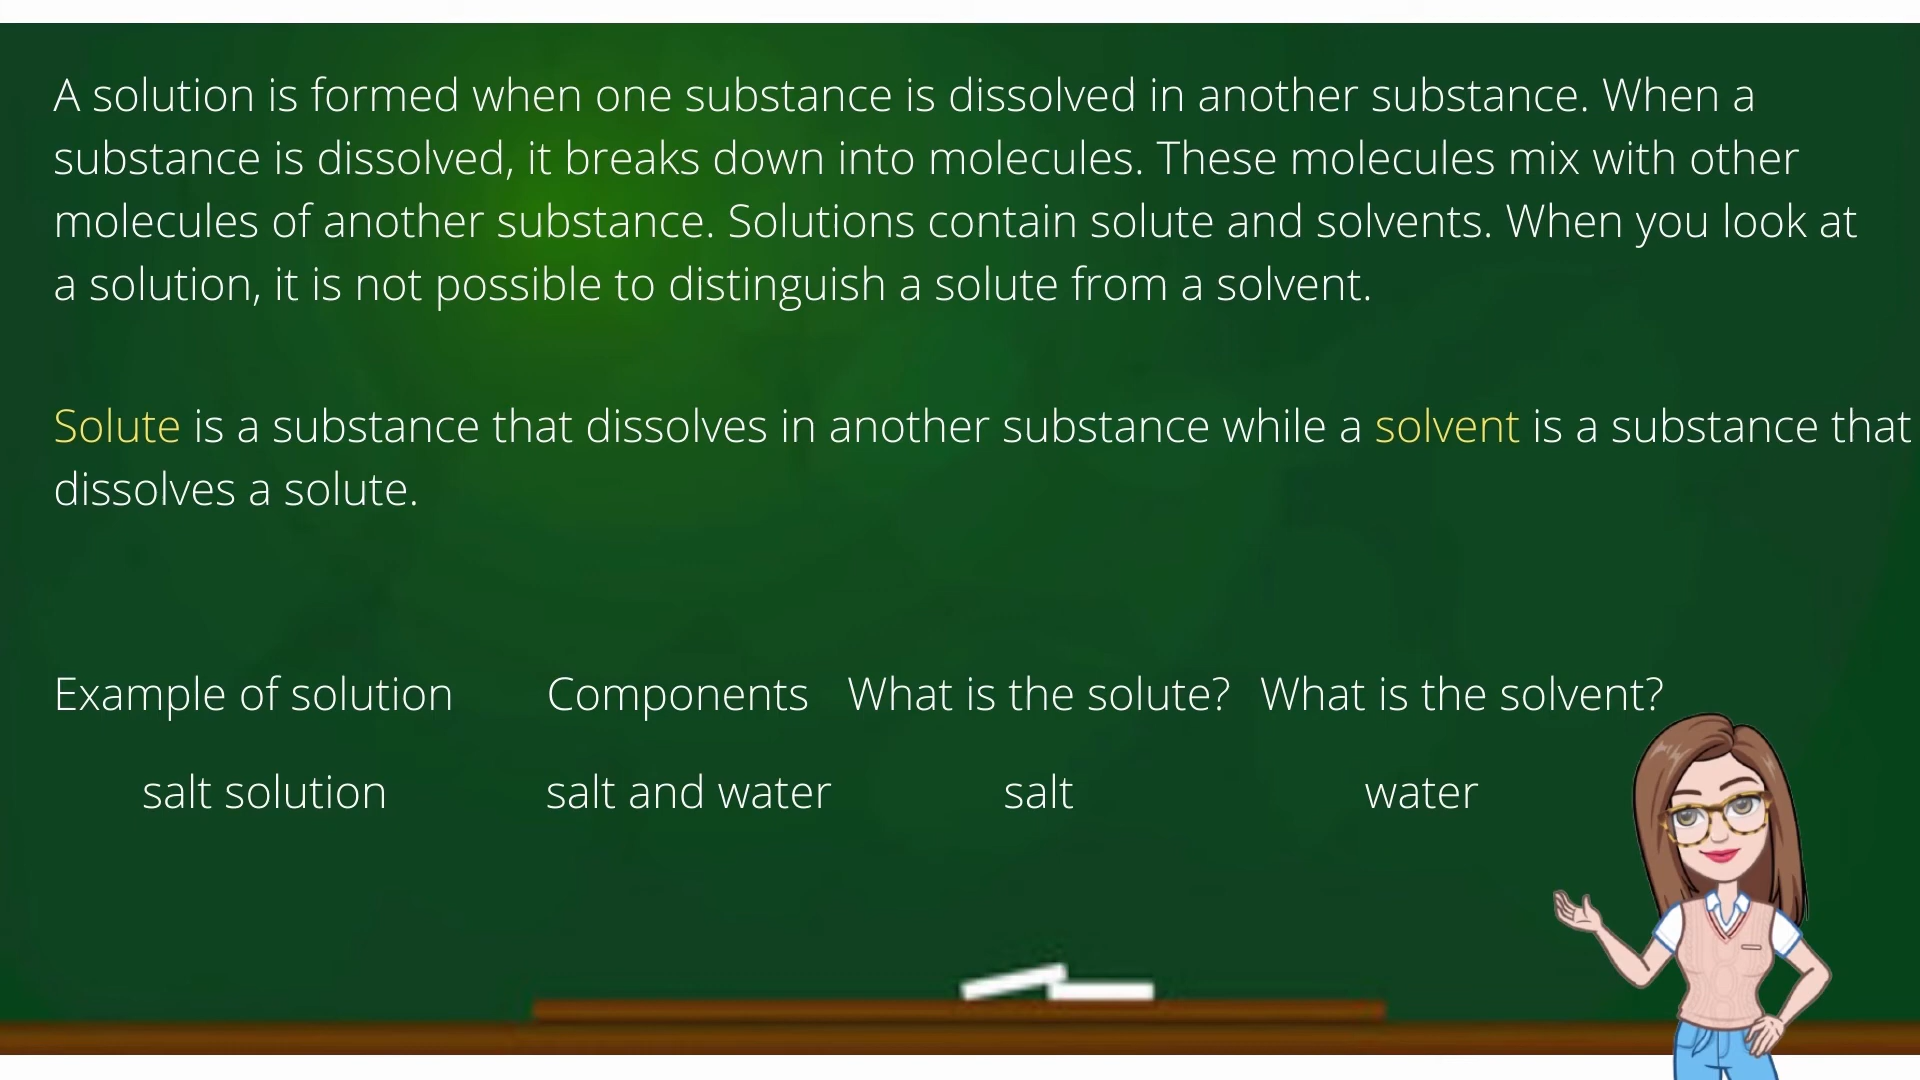 A solution is formed when one substance is dissolved in another substance. When a
substance is dissolved, it breaks down into molecules. These molecules mix with other
molecules of another substance. Solutions contain solute and solvents. When you look at
a solution, it is not possible to distinguish a solute from a solvent.
Solute is a substance that dissolves in another substance while a solvent is a substance that
dissolves a solute.
Example of solution Components What is the solute? What is the solvent?
salt solution salt and water salt water